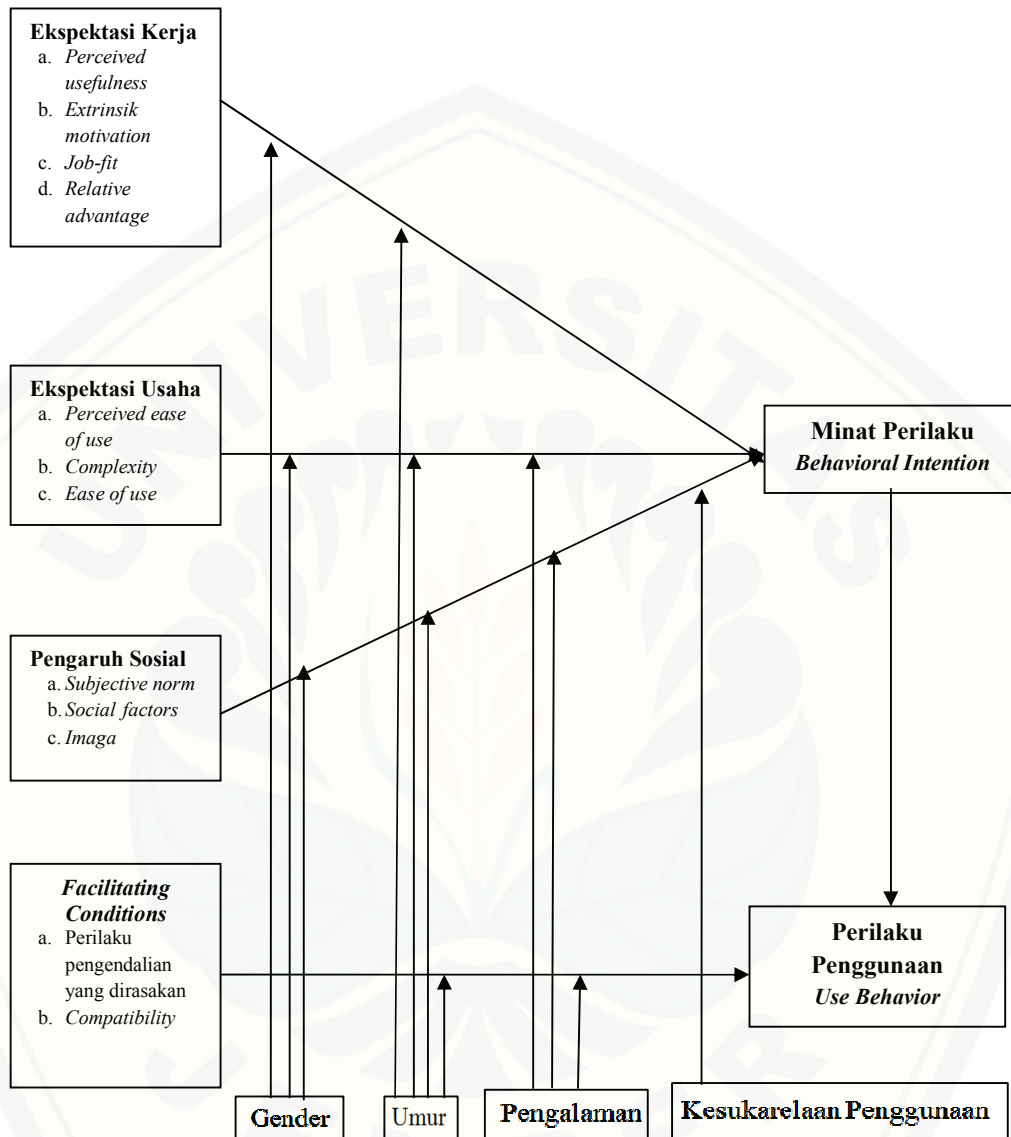 Ekspektasi Kerja
a. Perceived
usefulness
b. Extrinsik
motivation
c. Job-fit
d. Relative
advantage
Ekspektasi Usaha
a. Perceived ease
of use
b. Complexity
c. Ease of use
Minat Perilaku
Behavioral Intention
Pengaruh Sosial
a. Subjective norm
b. Social factors
c. Imaga
Facilitating
Conditions
a. Perilaku
pengendalian
yang dirasakan
b. Compatibility
Perilaku
Penggunaan
Use Behavior
Gender
Umur
Pengalaman
Kesukarelaan Penggunaan
UNIVERSITAS